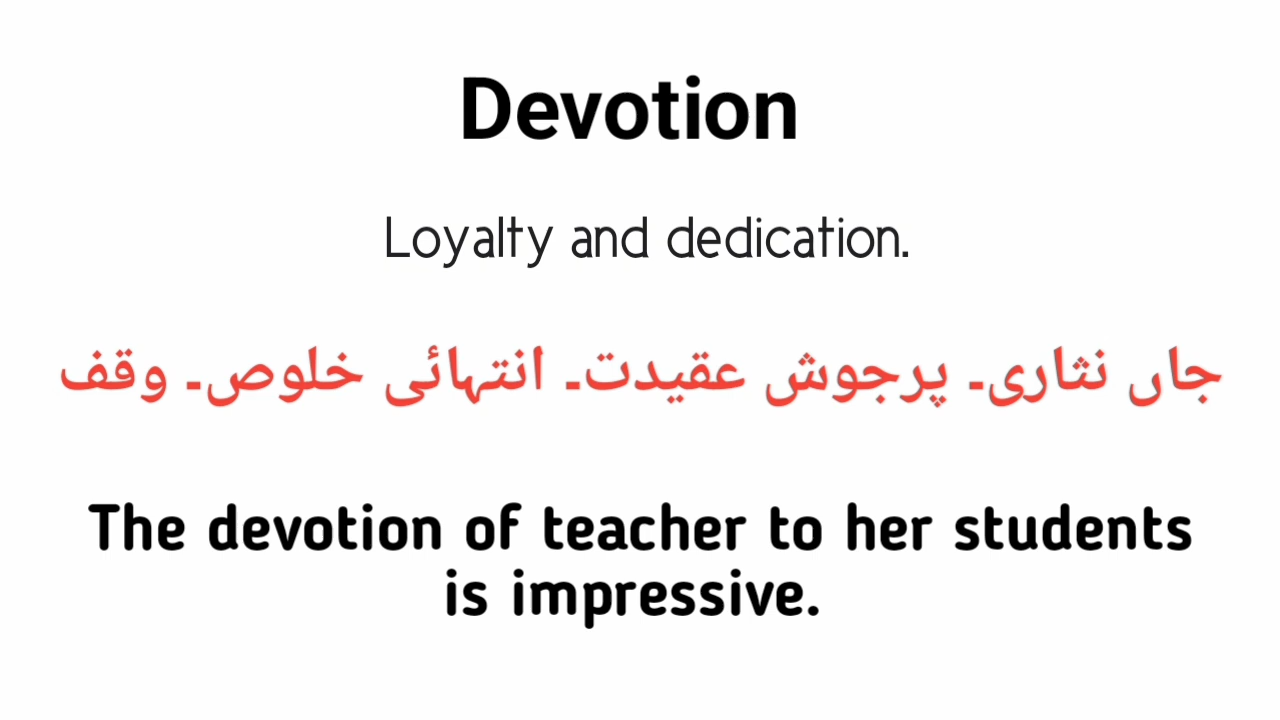 Devotion
Loyalty and dedication.
جاں نثاری۔ پرجوش عقیدت۔ انتہائی خلوص۔ وقف
The devotion of teacher to her students
is impressive.